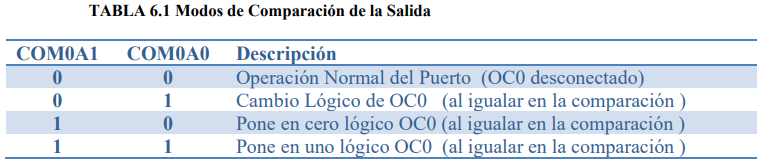 TABLA 6.1 Modos de Comparación de la Salida
COM0A1 COM0A0 Descripción
0 0 Operación Normal del Puerto (OC0 desconectado)
0 1 Cambio Lógico de OC0 (al igualar en la comparación )
1 0 Pone en cero lógico OC0 (al igualar en la comparación )
1 1 Pone en uno lógico OC0 (al igualar en la comparación )